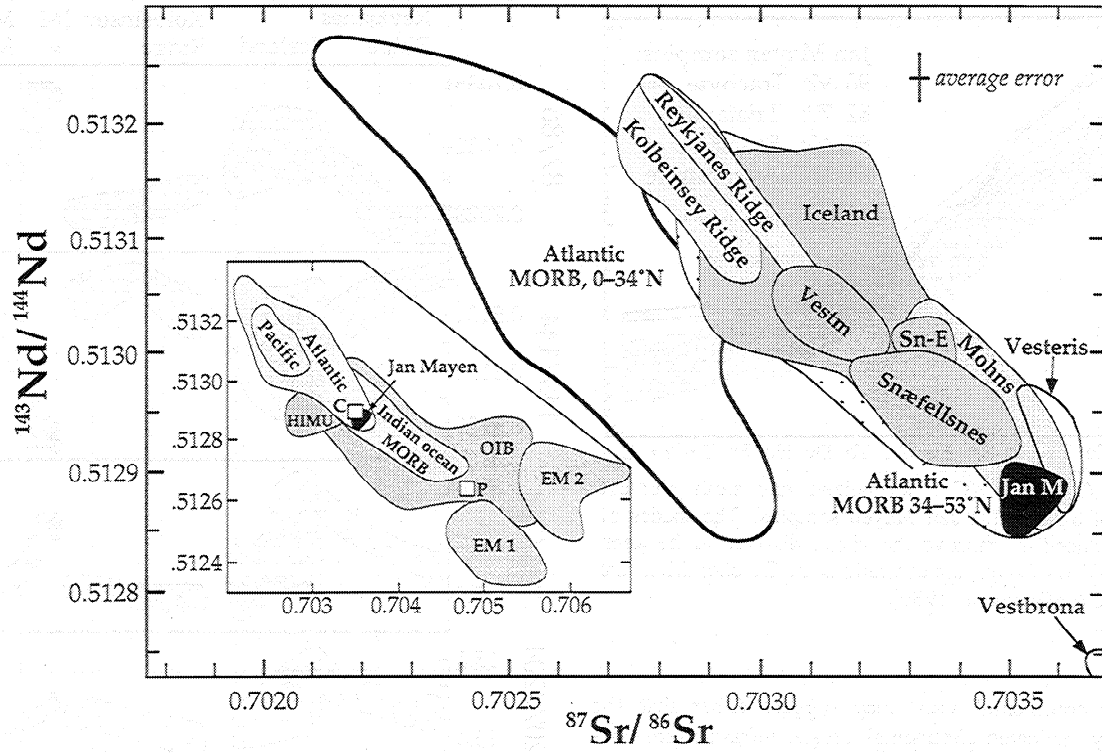 0.5132
0.5131
0.5130
0.5129
0.5128
143Nd/144Nd
average error
Reykjanes Ridge
Kolbeinsey Ridge
Iceland
Atlantic
MORB, 0–34°N
Vestm
Sn-E
Mohns
Vesteris
Snæfellsnes
Atlantic
MORB 34–53°N
Jan M
Vestbrona
.5132
.5130
.5128
.5126
.5124
Pacific
Atlantic
Jan Mayen
C
HIMU
Indian ocean
MORB
OIB
P
EM 2
EM 1
0.703
0.704
0.705
0.706
0.7020
0.7025
0.7030
0.7035
87Sr/86Sr